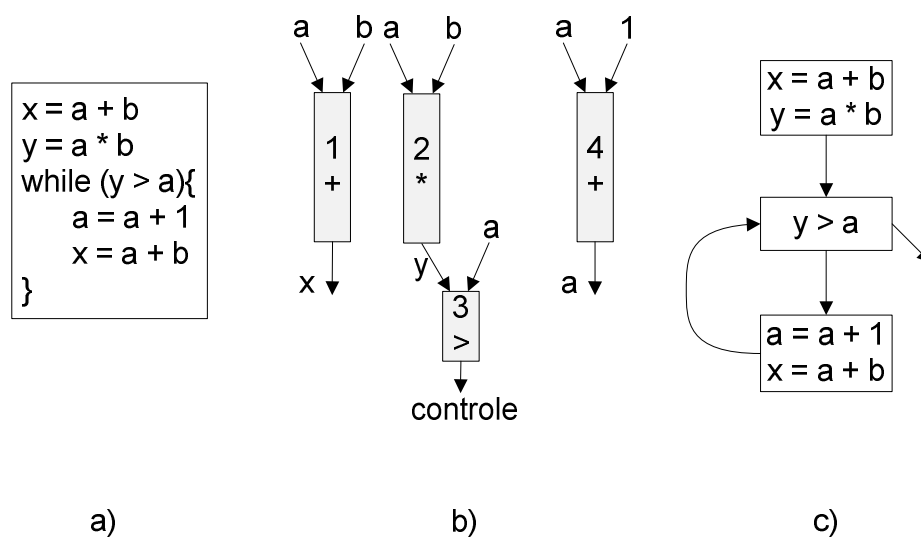 x = a + b
y = a * b
while (y > a){
a = a + 1
x = a + b
}
a)
a b a b a 1
1
+
2
*
4
+
a
x y a
3
>
controle
b)
x = a + b
y = a * b
y > a
a = a + 1
x = a + b
c)